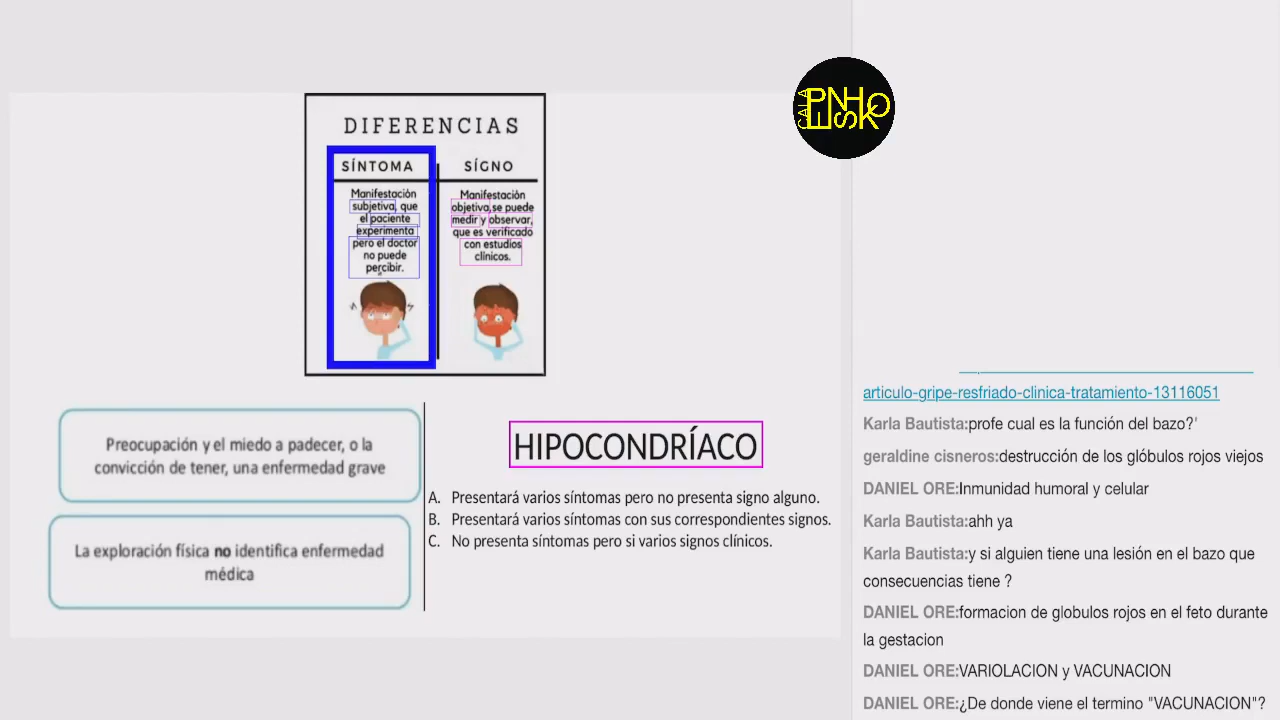 DIFERENCIAS
SÍNTOMA
SÍGNO
Manifestación
subjetiva, que
el paciente
experimenta
pero el doctor
no puede
percibir.
Manifestación
objetiva,se puede
medir y observar,
que es verificado
con estudios
clínicos.
Preocupación y el miedo a padecer, o la
convicción de tener, una enfermedad grave
La exploración física no identifica enfermedad
médica
HIPOCONDRÍACO
A. Presentará varios síntomas pero no presenta signo alguno.
B. Presentará varios síntomas con sus correspondientes signos.
C. No presenta síntomas pero si varios signos clínicos.
articulo-gripe-resfriado-clinica-tratamiento-13116051
Karla Bautista:profe cual es la función del bazo?'
geraldine cisneros:destrucción de los glóbulos rojos viejos
DANIEL ORE:Inmunidad humoral y celular
Karla Bautista:ahh ya
Karla Bautista:y si alguien tiene una lesión en el bazo que
consecuencias tiene ?
DANIEL ORE:formacion de globulos rojos en el feto durante
la gestacion
DANIEL ORE:VARIOLACION y VACUNACION
DANIEL ORE:¿De donde viene el termino "VACUNACION"?